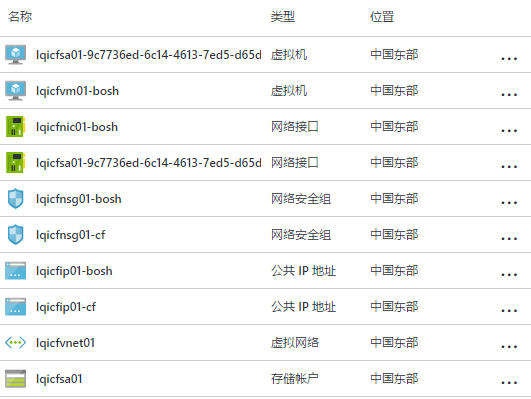 名称 类型 位置
lqicfsa01-9c7736ed-6c14-4613-7ed5-d65d 虚拟机 中国东部 ...
lqicfvm01-bosh 虚拟机 中国东部 ...
lqicfnic01-bosh 网络接口 中国东部 ...
lqicfsa01-9c7736ed-6c14-4613-7ed5-d65d 网络接口 中国东部 ...
lqicfnsg01-bosh 网络安全组 中国东部 ...
lqicfnsg01-cf 网络安全组 中国东部 ...
lqicfip01-bosh 公共 IP 地址 中国东部 ...
lqicfip01-cf 公共 IP 地址 中国东部 ...
lqicfvnet01 虚拟网络 中国东部 ...
lqicfsa01 存储帐户 中国东部 ...